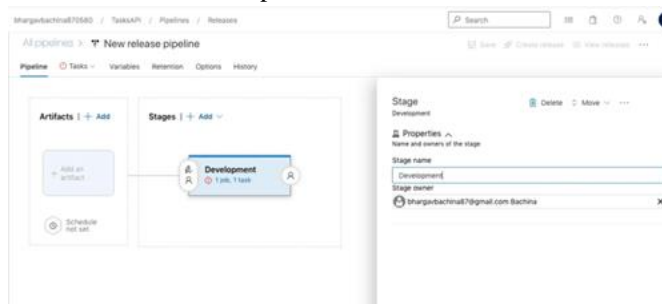 bhargavbachina870580 / TasksAPI / Pipelines / Releases
Search
All pipelines > New release pipeline
Save Create release View releases ...
Pipeline Tasks Variables Retention Options History
Artifacts | + Add
Stages | + Add
+ Add an artifact
Schedule not set
Development
1 job, 1 task
Stage
Development
Delete Move ...
Properties
Name and owners of the stage
Stage name
Development
Stage owner
bhargavbachina87@gmail.com Bachina X